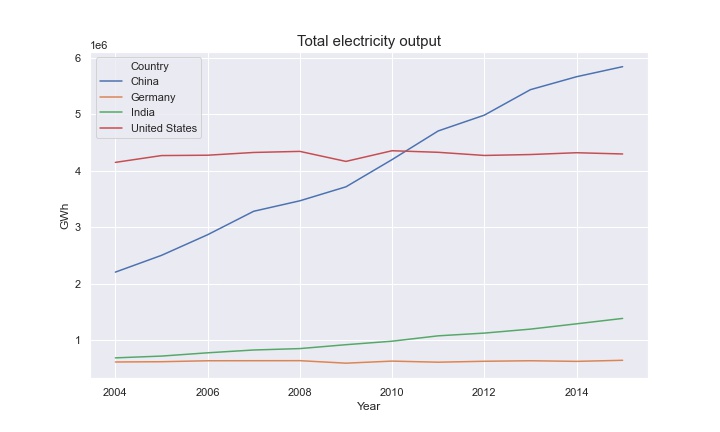 Total electricity output
1e6
Country
China
Germany
India
United States
6
5
4
3
2
1
GWh
2004
2006
2008
2010
2012
2014
Year